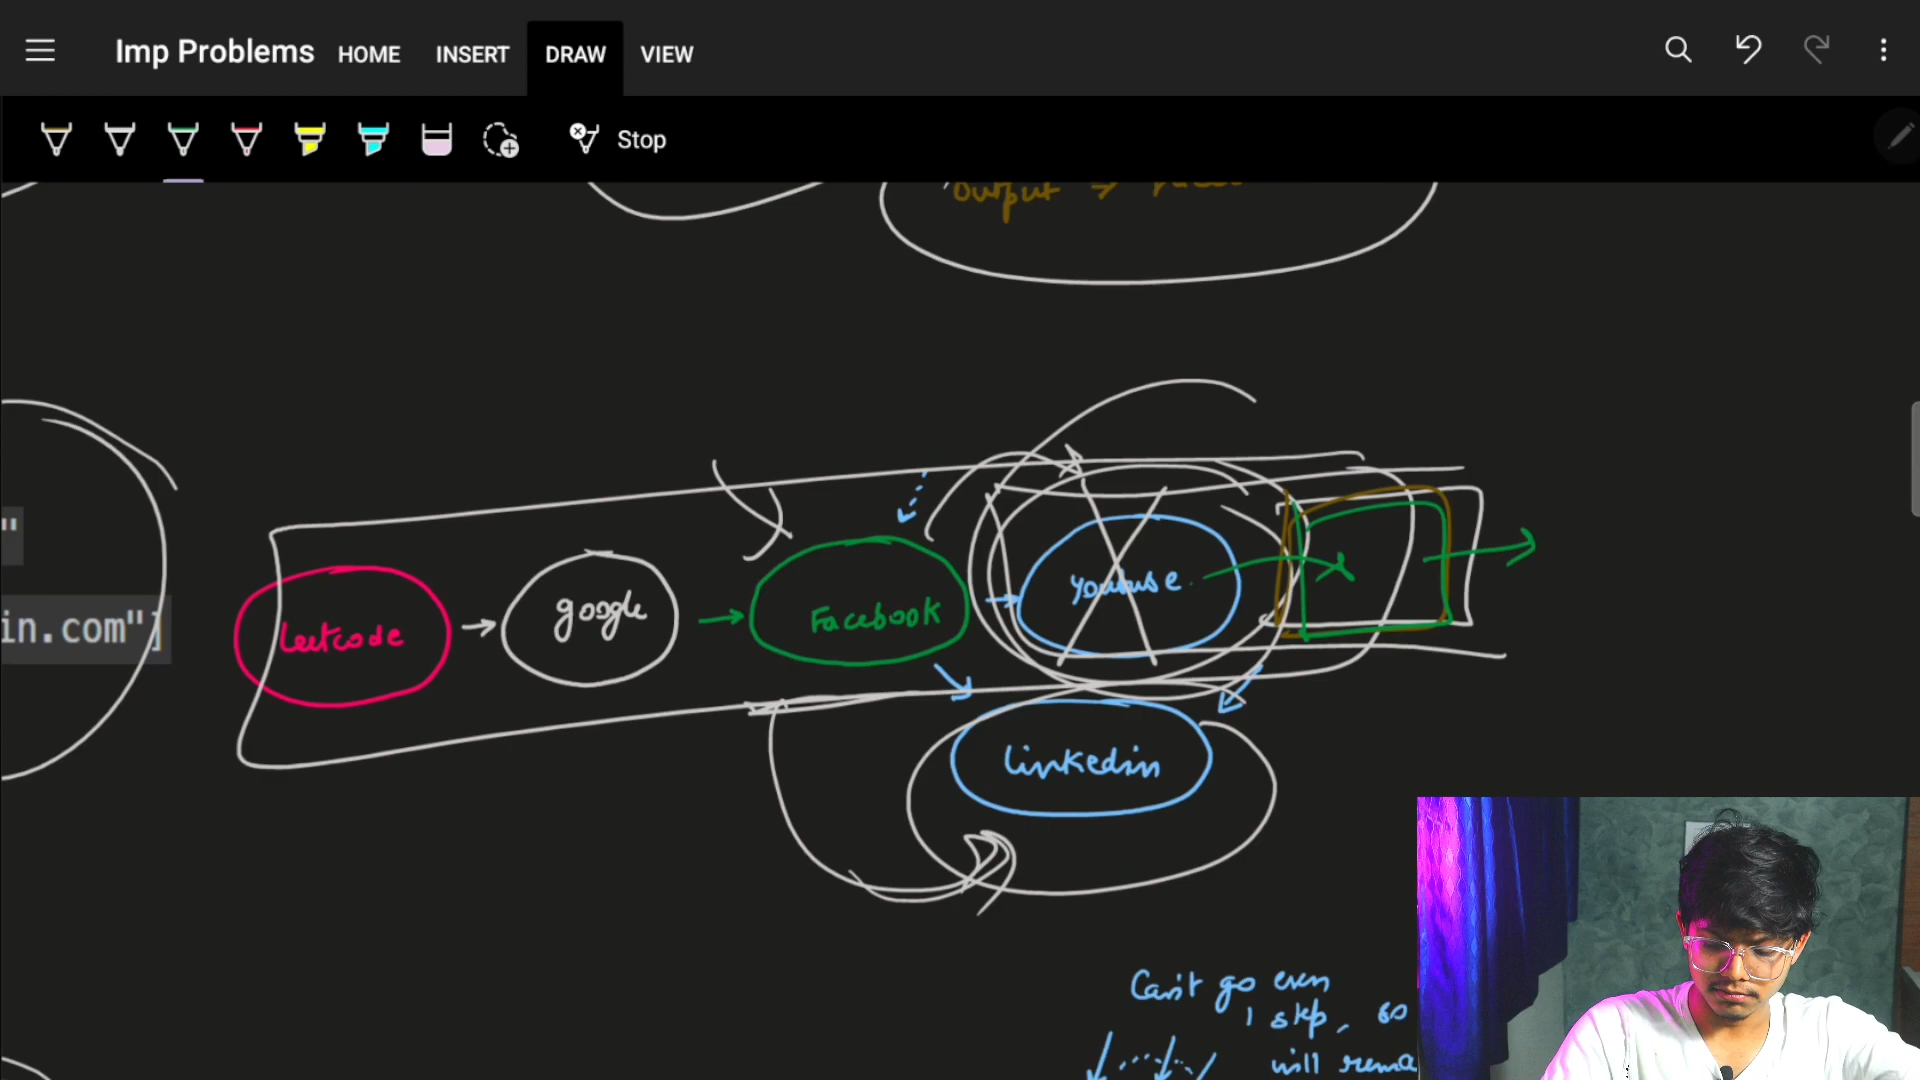 Imp Problems HOME INSERT DRAW VIEW
Stop
output →
"
in.com"]
Leetcode → google → Facebook → Youtube
linkedin
Can't go even
1 step, so
will rema